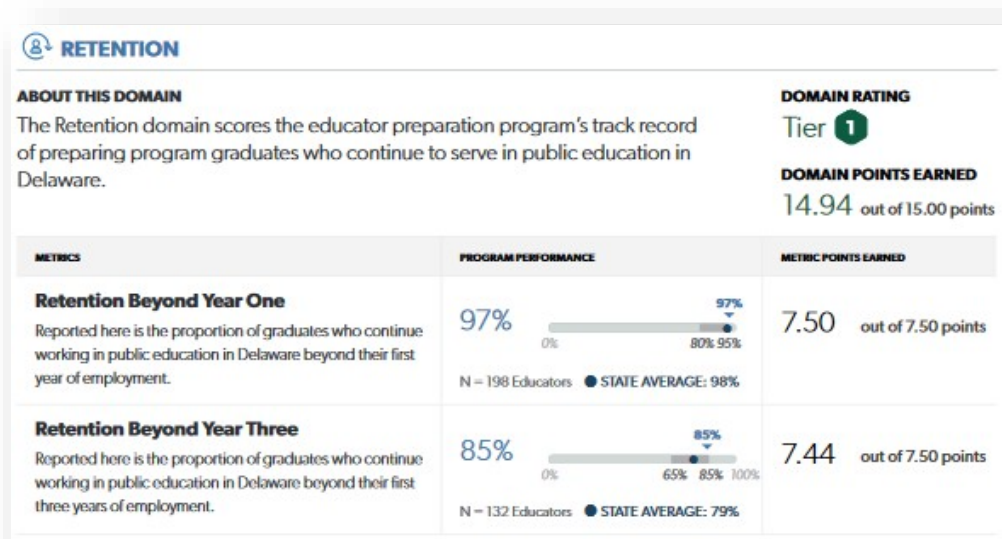 RETENTION
ABOUT THIS DOMAIN
The Retention domain scores the educator preparation program's track record
of preparing program graduates who continue to serve in public education in
Delaware.
DOMAIN RATING
Tier 1
DOMAIN POINTS EARNED
14.94 out of 15.00 points
METRICS PROGRAM PERFORMANCE METRIC POINTS EARNED
Retention Beyond Year One
Reported here is the proportion of graduates who continue
working in public education in Delaware beyond their first
year of employment.
97%
97%
0% 80% 95%
N = 198 Educators STATE AVERAGE: 98%
7.50 out of 7.50 points
Retention Beyond Year Three
Reported here is the proportion of graduates who continue
working in public education in Delaware beyond their first
three years of employment.
85%
85%
0% 65% 85% 100%
N = 132 Educators STATE AVERAGE: 79%
7.44 out of 7.50 points